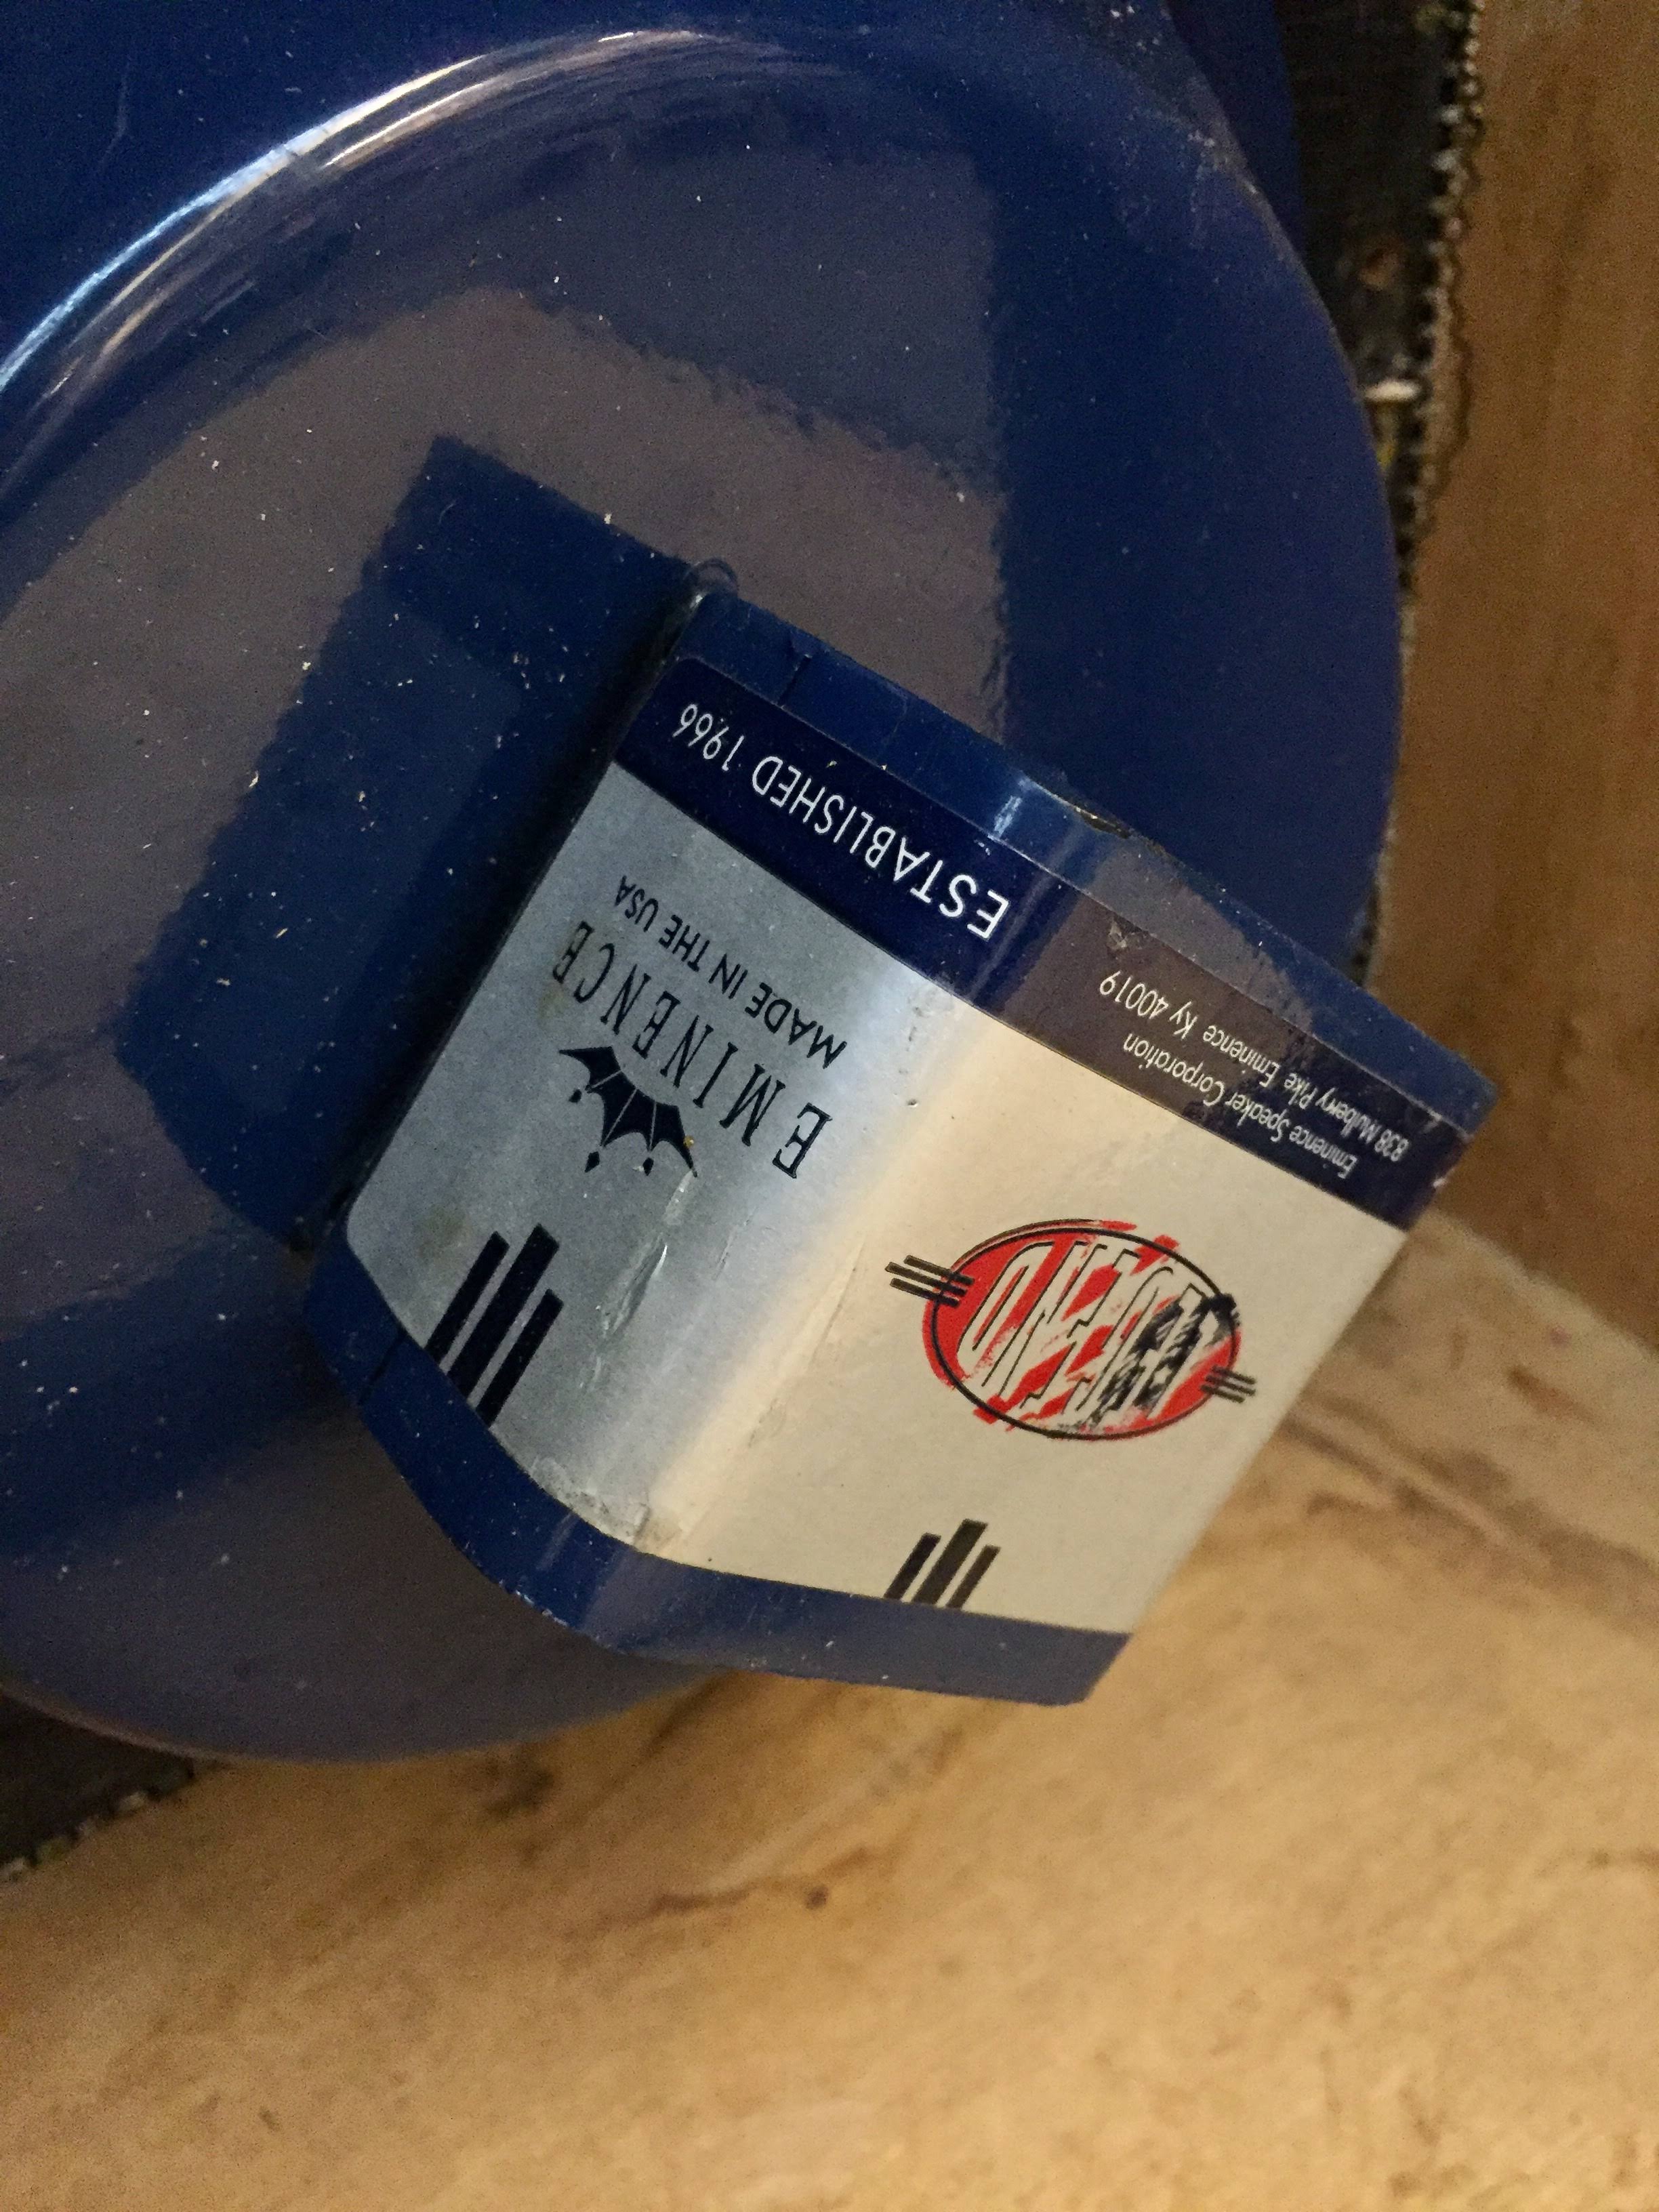 EMINENCE
MADE IN THE USA
Eminence Speaker Corporation
838 Mulberry Pike Eminence Ky 40019
ESTABLISHED 1966